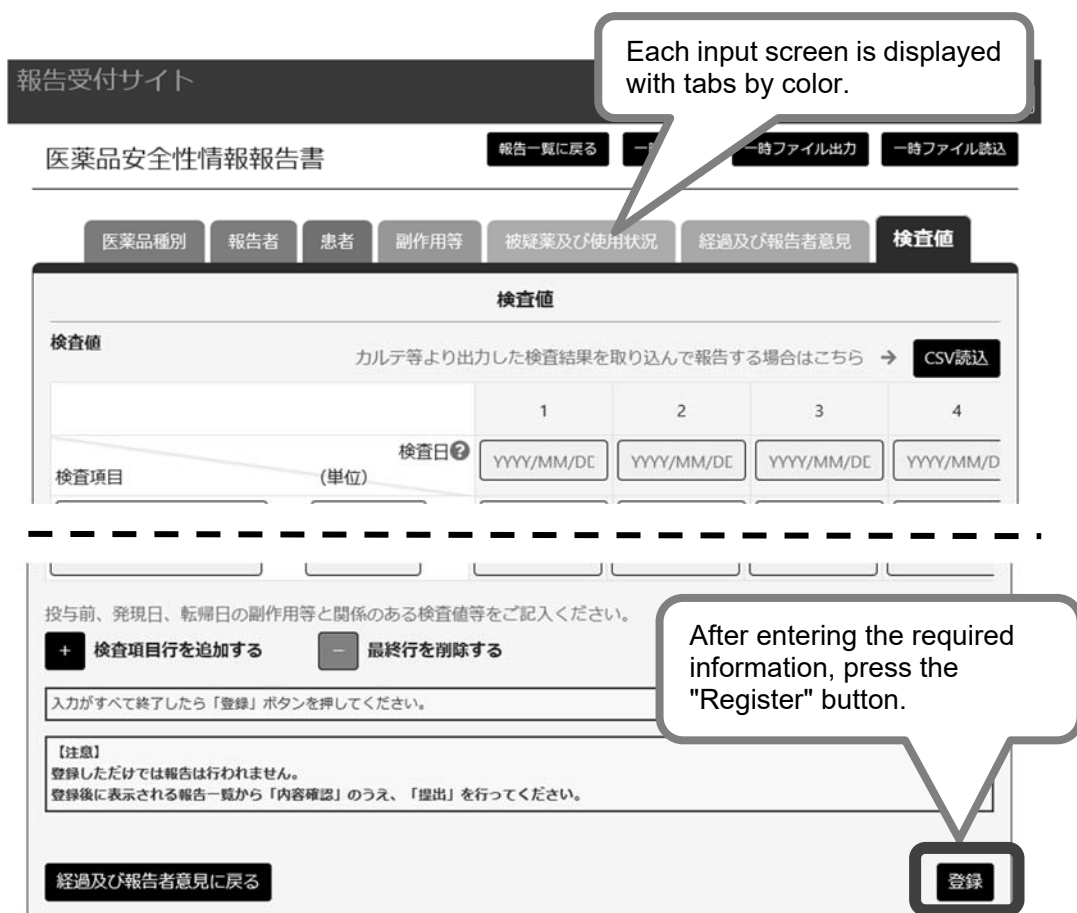 Each input screen is displayed
with tabs by color.
報告受付サイト
医薬品安全性情報報告書
報告一覧に戻る
一時ファイル出力
一時ファイル読込
医薬品種別 報告者 患者 副作用等 被疑薬及び使用状況 経過及び報告者意見 検査値
検査値
検査値
カルテ等より出力した検査結果を取り込んで報告する場合はこちら → CSV読込
1 2 3 4
検査日?
検査項目 (単位)
YYYY/MM/DD YYYY/MM/DD YYYY/MM/DD YYYY/MM/D
投与前、発現日、転帰日の副作用等と関係のある検査値等をご記入ください。
+ 検査項目行を追加する − 最終行を削除する
After entering the required
information, press the
"Register" button.
入力がすべて終了したら「登録」ボタンを押してください。
【注意】
登録しただけでは報告は行われません。
登録後に表示される報告一覧から「内容確認」のうえ、「提出」を行ってください。
経過及び報告者意見に戻る
登録